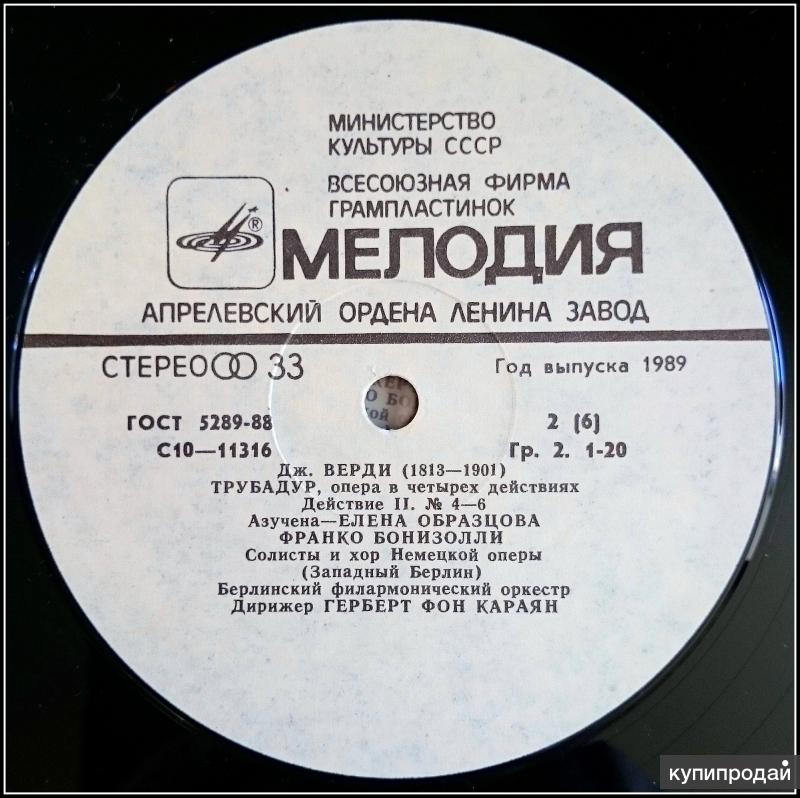 МИНИСТЕРСТВО
КУЛЬТУРЫ СССР
ВСЕСОЮЗНАЯ ФИРМА
ГРАМПЛАСТИНОК
®
МЕЛОДИЯ
АПРЕЛЕВСКИЙ ОРДЕНА ЛЕНИНА ЗАВОД
СТЕРЕО 33
Год выпуска 1989
ГОСТ 5289-88
2 (6)
С10—11316
Гр. 2. 1-20
Дж. ВЕРДИ (1813—1901)
ТРУБАДУР, опера в четырех действиях
Действие II. № 4—6
Азучена—ЕЛЕНА ОБРАЗЦОВА
ФРАНКО БОНИЗОЛЛИ
Солисты и хор Немецкой оперы
(Западный Берлин)
Берлинский филармонический оркестр
Дирижер ГЕРБЕРТ ФОН КАРАЯН
купипродай